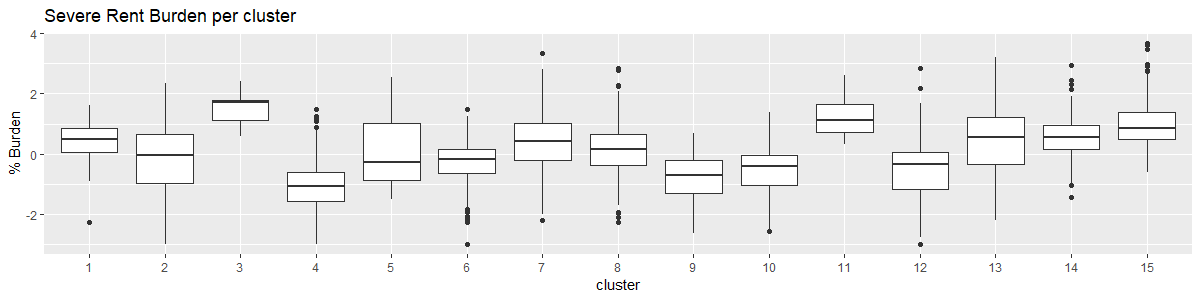 Severe Rent Burden per cluster
% Burden
4
2
0
-2
1 2 3 4 5 6 7 8 9 10 11 12 13 14 15
cluster